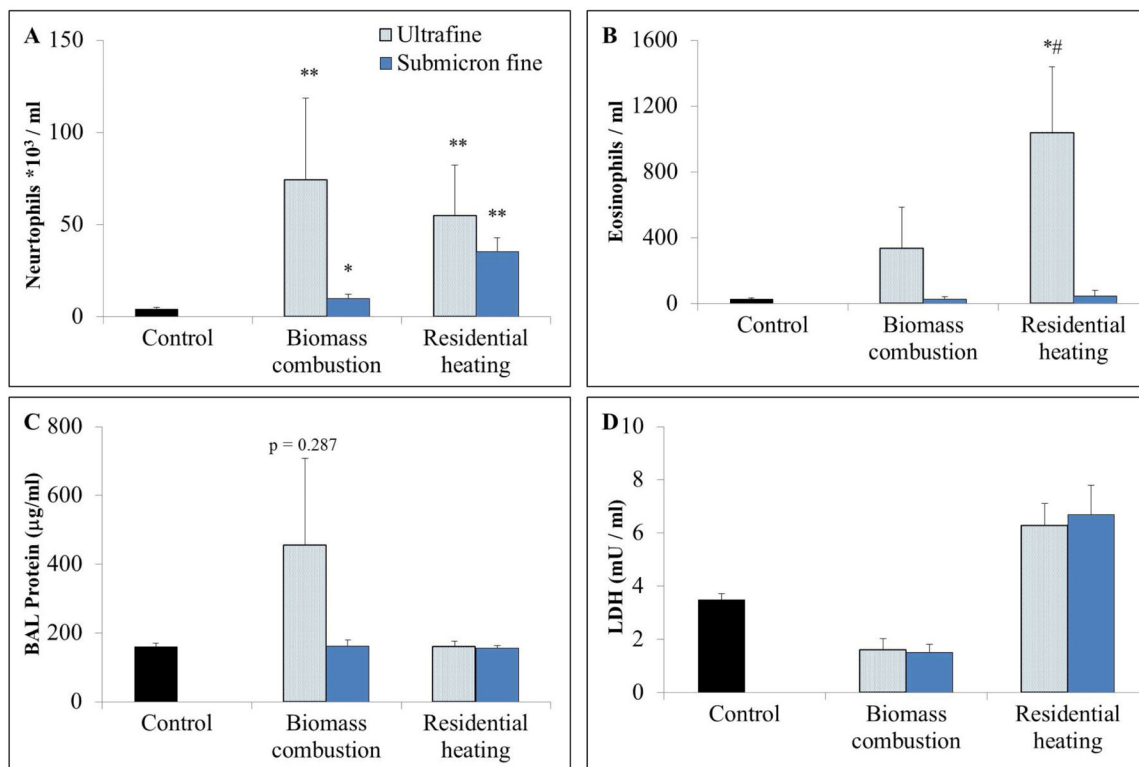 A
150
100
50
0
Neurtophils *10³ / ml
Ultrafine
Submicron fine
**
*
**
**
Control
Biomass
combustion
Residential
heating
B
1600
1200
800
400
0
Eosinophils / ml
*#
Control
Biomass
combustion
Residential
heating
C
800
600
400
200
0
BAL Protein (µg/ml)
p = 0.287
Control
Biomass
combustion
Residential
heating
D
10
8
6
4
2
0
LDH (mU / ml)
Control
Biomass
combustion
Residential
heating